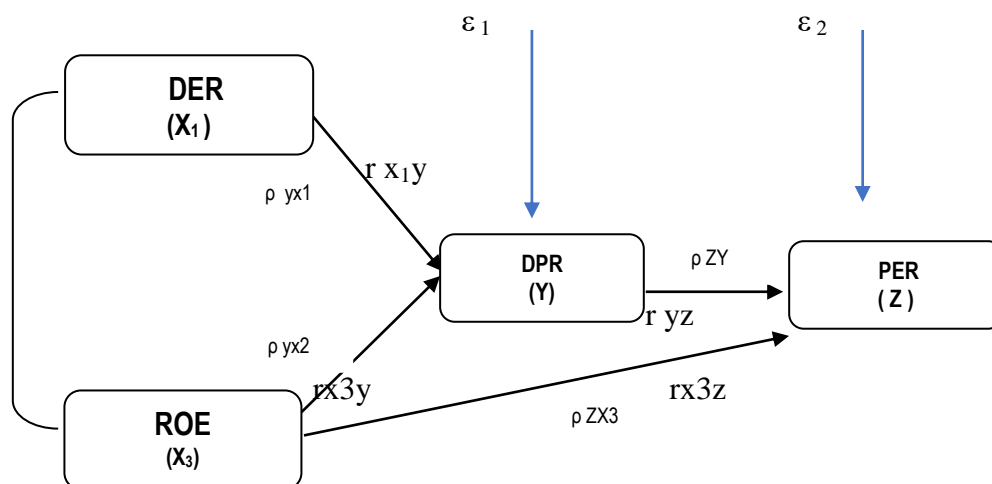 ε 1
ε 2
DER
(X1 )
r x1y
ρ yx1
DPR
(Y)
ρ ZY
PER
( Z )
r yz
ρ yx2
rx3y
rx3z
ρ ZX3
ROE
(X3)